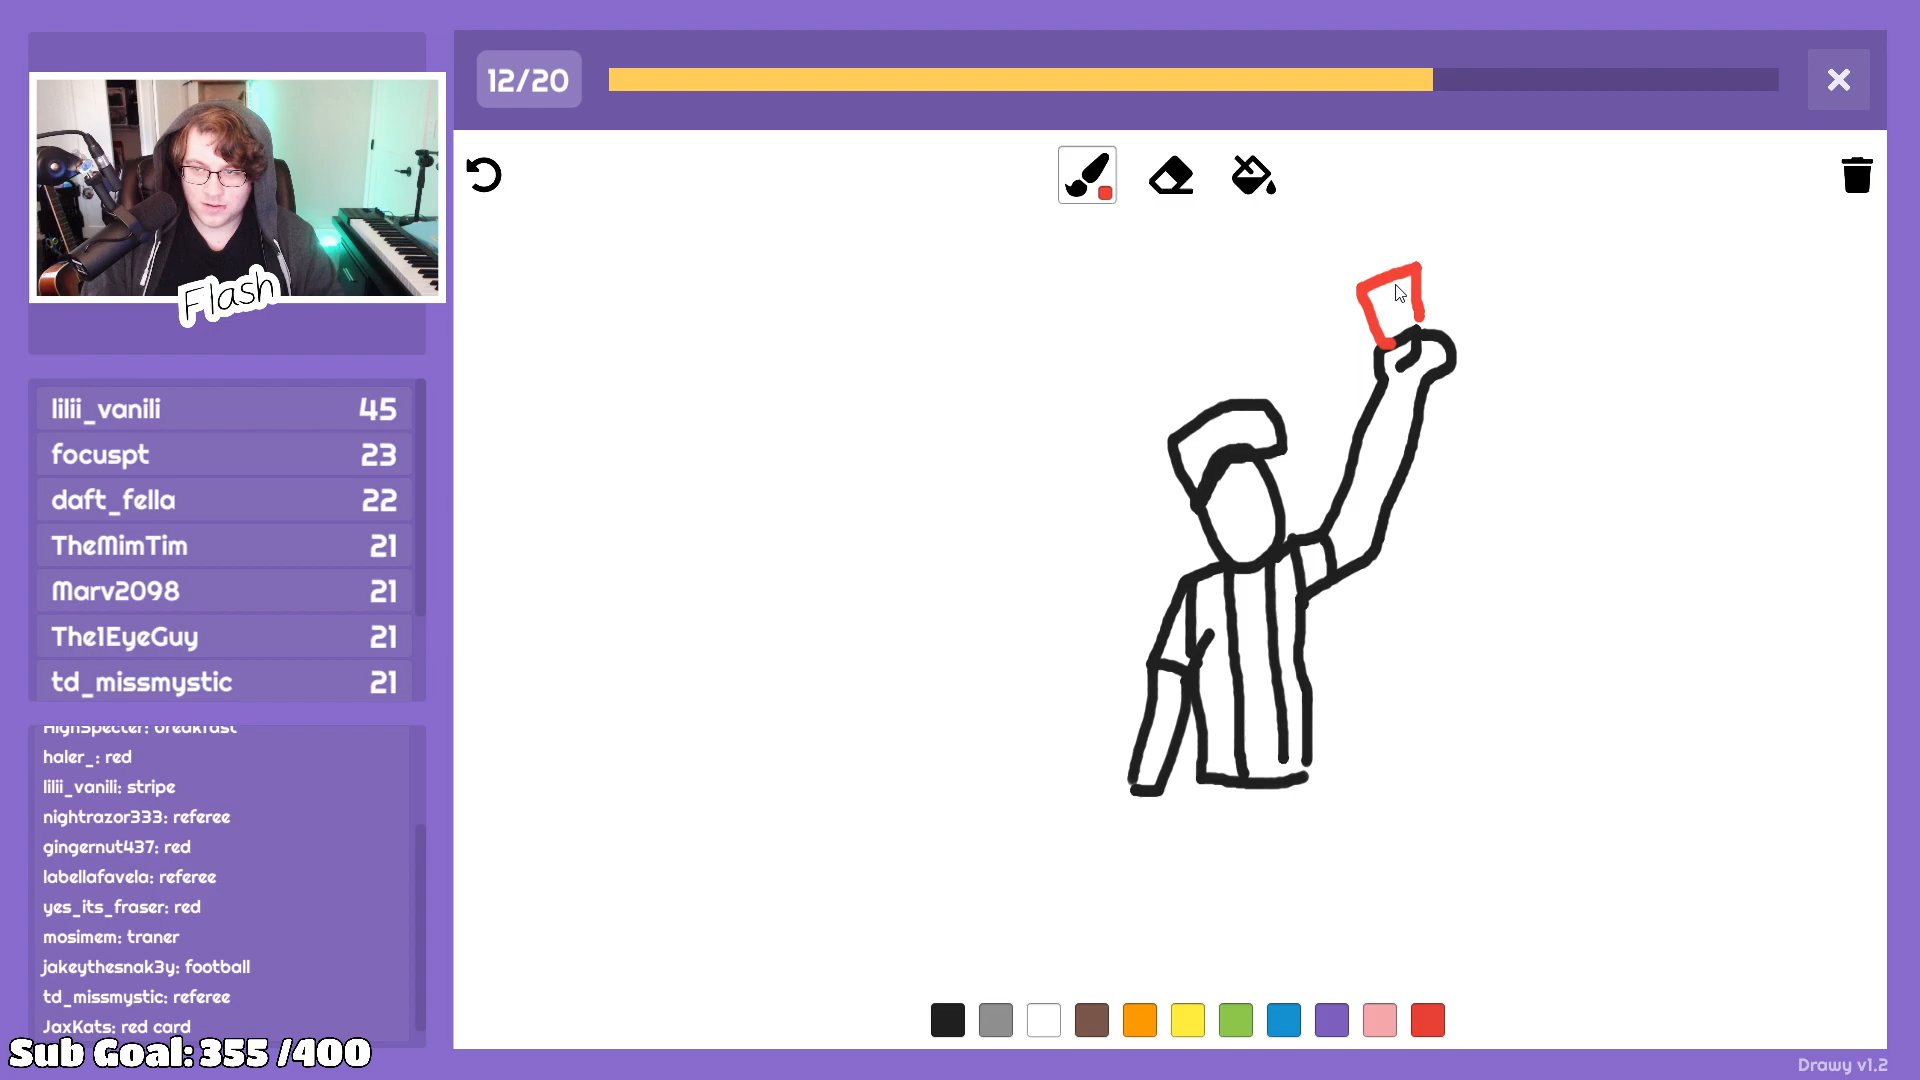 12/20
Flash
lilii_vanili 45
focuspt 23
daft_fella 22
TheMimTim 21
Marv2098 21
The1EyeGuy 21
td_missmystic 21
HighSpecter: breakfast
haler_: red
lilii_vanili: stripe
nightrazor333: referee
gingernut437: red
labellafavela: referee
yes_its_fraser: red
mosimem: traner
jakeythesnak3y: football
td_missmystic: referee
JaxKats: red card
Sub Goal: 355 /400
Drawy v1.2